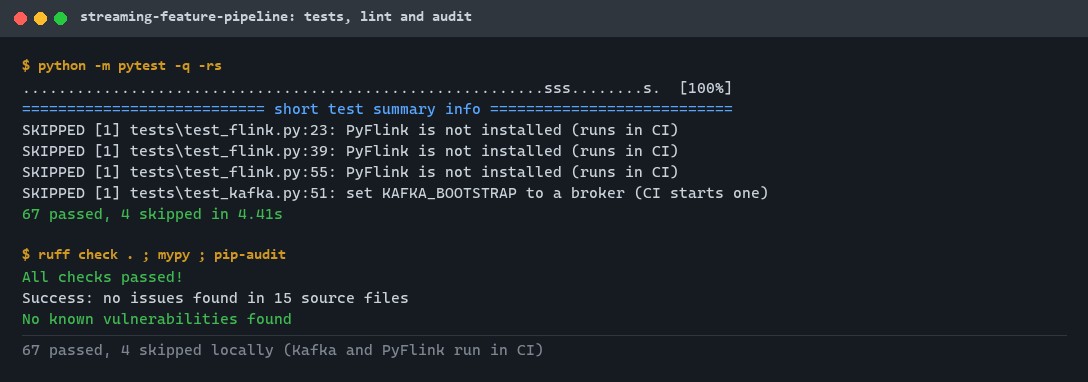 streaming-feature-pipeline: tests, lint and audit
$ python -m pytest -q -rs
..........................................................sss........s.  [100%]
=========================== short test summary info ===========================
SKIPPED [1] tests\test_flink.py:23: PyFlink is not installed (runs in CI)
SKIPPED [1] tests\test_flink.py:39: PyFlink is not installed (runs in CI)
SKIPPED [1] tests\test_flink.py:55: PyFlink is not installed (runs in CI)
SKIPPED [1] tests\test_kafka.py:51: set KAFKA_BOOTSTRAP to a broker (CI starts one)
67 passed, 4 skipped in 4.41s
$ ruff check . ; mypy ; pip-audit
All checks passed!
Success: no issues found in 15 source files
No known vulnerabilities found
67 passed, 4 skipped locally (Kafka and PyFlink run in CI)